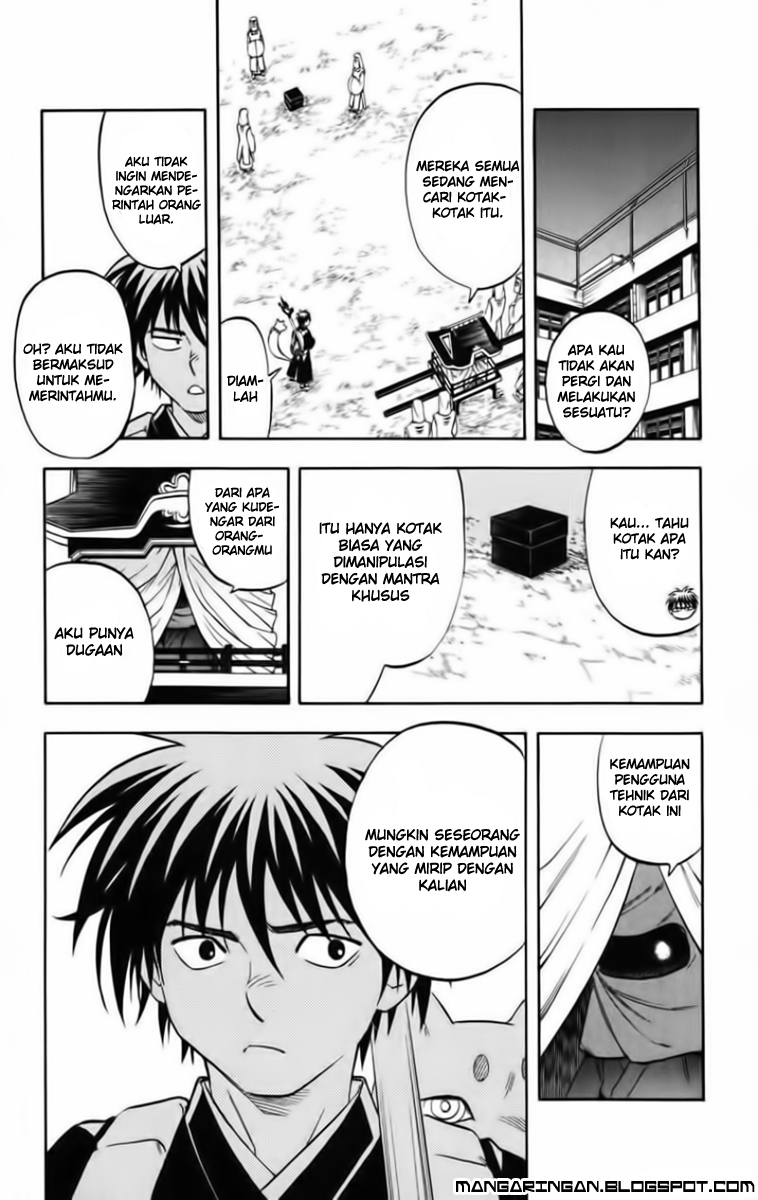 APA KAU
TIDAK AKAN
PERGI DAN
MELAKUKAN
SESUATU?
MEREKA SEMUA
SEDANG MEN-
CARI KOTAK-
KOTAK ITU.
DIAM-
LAH
AKU TIDAK
INGIN MENDE-
NGARKAN PE-
RINTAH ORANG
LUAR.
OH? AKU TIDAK
BERMAKSUD
UNTUK ME-
MERINTAHMU.
KAU... TAHU
KOTAK APA
ITU KAN?
ITU HANYA KOTAK
BIASA YANG
DIMANIPULASI
DENGAN MANTRA
KHUSUS
DARI APA
YANG KUDE-
NGAR DARI
ORANG-
ORANGMU
AKU PUNYA
DUGAAN
KEMAMPUAN
PENGGUNA
TEHNIK DARI
KOTAK INI
MUNGKIN SESEORANG
DENGAN KEMAMPUAN
YANG MIRIP DENGAN
KALIAN
MANGARINGAN.BLOGSPOT.COM